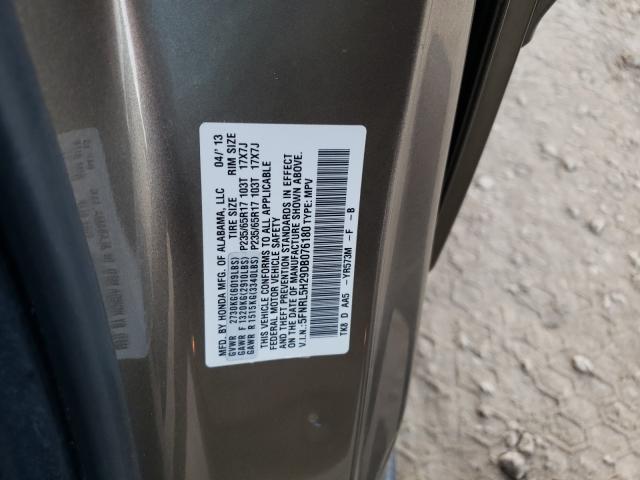 MFD. BY HONDA MFG. OF ALABAMA, LLC 04/'13
TIRE SIZE RIM SIZE
GVWR 2730KG(6019LBS)
GAWR F 1320KG(2910LBS) P235/65R17 103T 17X7J
GAWR R 1515KG(3340LBS) P235/65R17 103T 17X7J
THIS VEHICLE CONFORMS TO ALL APPLICABLE
FEDERAL MOTOR VEHICLE SAFETY
AND THEFT PREVENTION STANDARDS IN EFFECT
ON THE DATE OF MANUFACTURE SHOWN ABOVE.
V.I.N.:5FNRL5H29DB076180 TYPE: MPV
TK8 D AA5 -YR573M -F -B